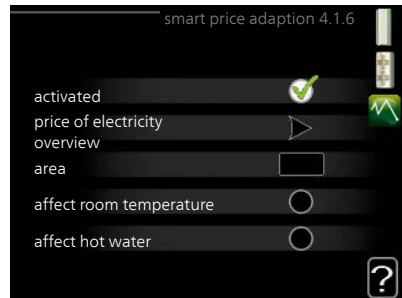 smart price adaption 4.1.6
activated
price of electricity
overview
area
affect room temperature
affect hot water
?